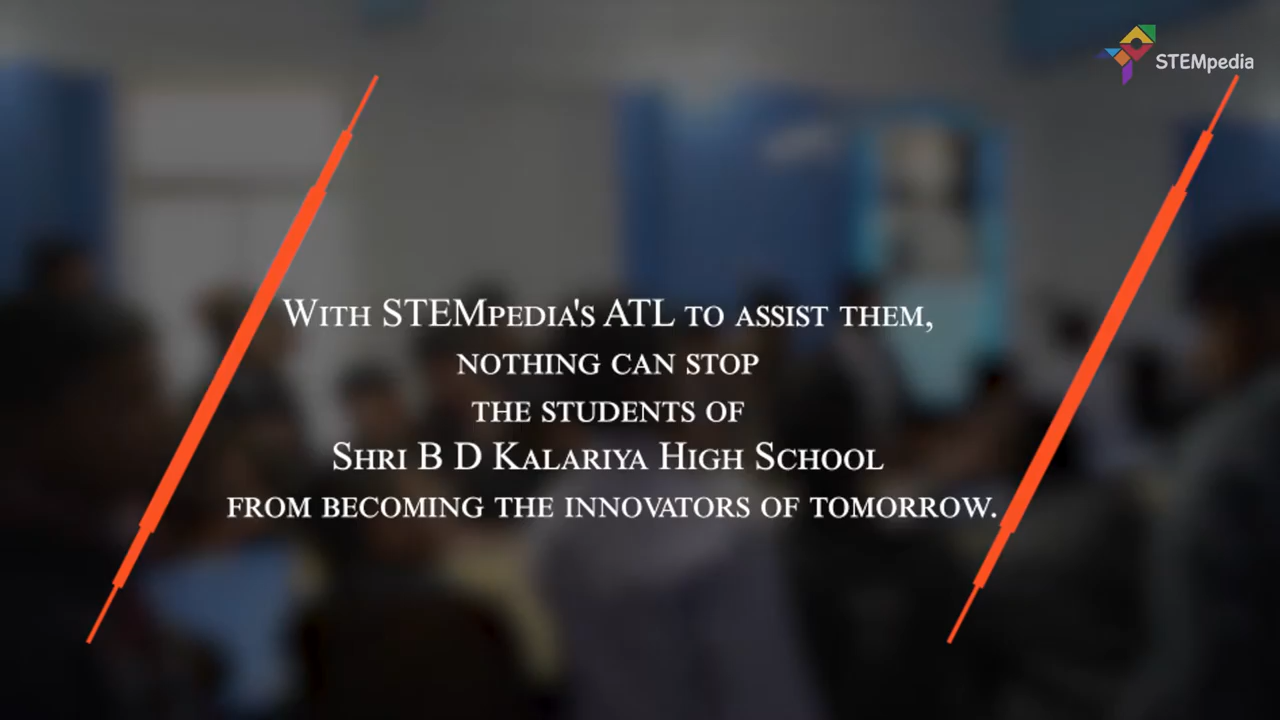 STEMpedia
With STEMpedia's ATL to assist them,
nothing can stop
the students of
Shri B D Kalariya High School
from becoming the innovators of tomorrow.